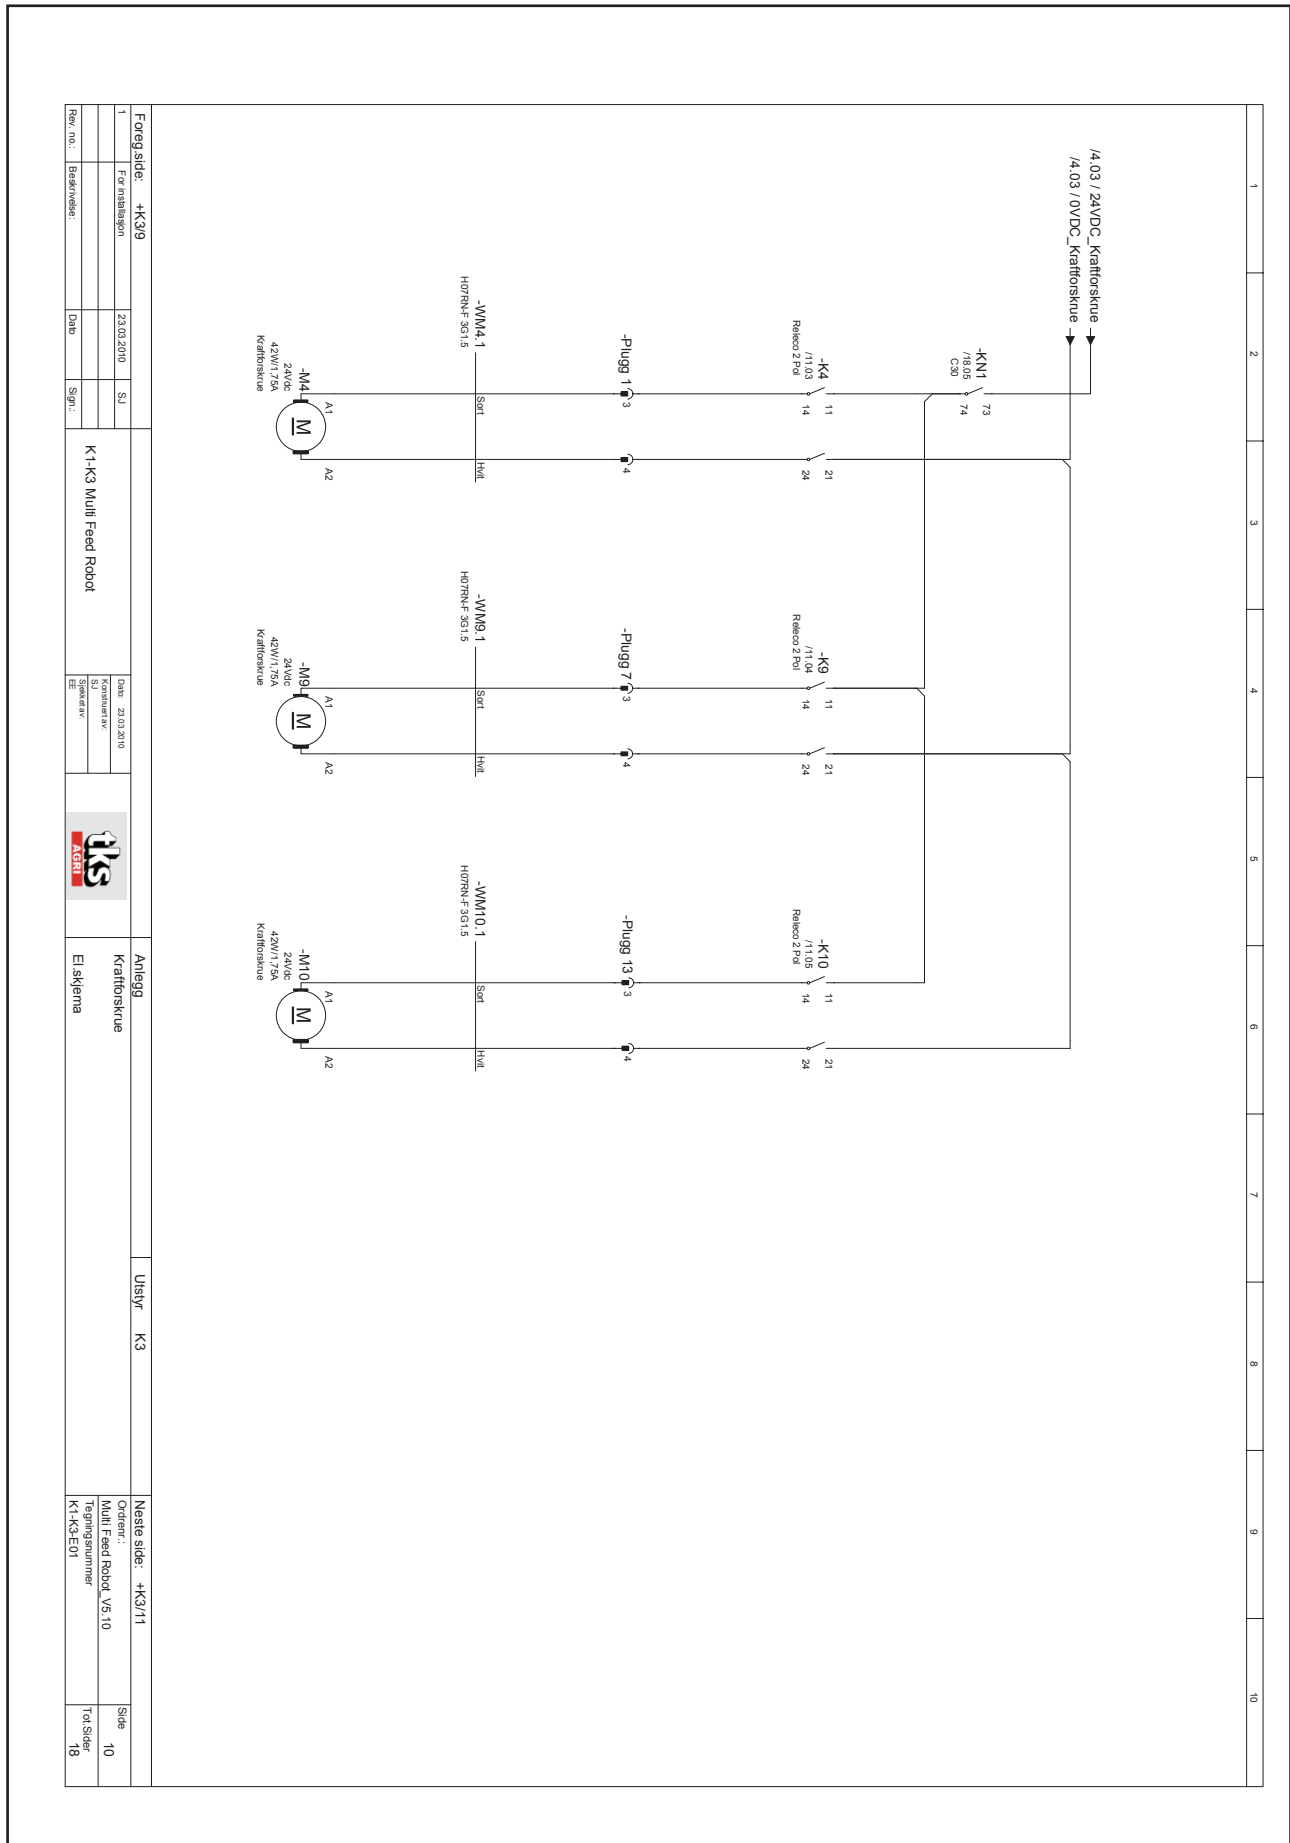 1
2
3
4
5
6
7
8
9
10
/4.03 / 24VDC_Kraftforskrue
/4.03 / 0VDC_Kraftforskrue
-KN1
/18.05
C30
73
74
-K4
/11.03
Releco 2 Pol
11
14
21
24
-K9
/11.04
Releco 2 Pol
11
14
21
24
-K10
/11.05
Releco 2 Pol
11
14
21
24
-Plugg 1
3
4
-Plugg 7
3
4
-Plugg 13
3
4
-WM4.1
H07RN-F 3G1.5
Sort
Hvit
-WM9.1
H07RN-F 3G1.5
Sort
Hvit
-WM10.1
H07RN-F 3G1.5
Sort
Hvit
-M4
24Vdc
42W/1,75A
Kraftforskrue
A1
M
A2
-M9
24Vdc
42W/1,75A
Kraftforskrue
A1
M
A2
-M10
24Vdc
42W/1,75A
Kraftforskrue
A1
M
A2
Foreg.side: +K3/9
1 For installasjon 23.03.2010 SJ
Rev. no.: Beskrivelse: Dato Sign.:
K1-K3 Multi Feed Robot
Dato: 23.03.2010
Konstruert av:
SJ
Sjekket av:
EE
tks
AGRI
Anlegg
Kraftforskrue
El.skjema
Utstyr K3
Neste side: +K3/11
Ordrenr.:
Multi Feed Robot_V5.10
Tegningsnummer
K1-K3-E01
Side
10
Tot.Sider
18